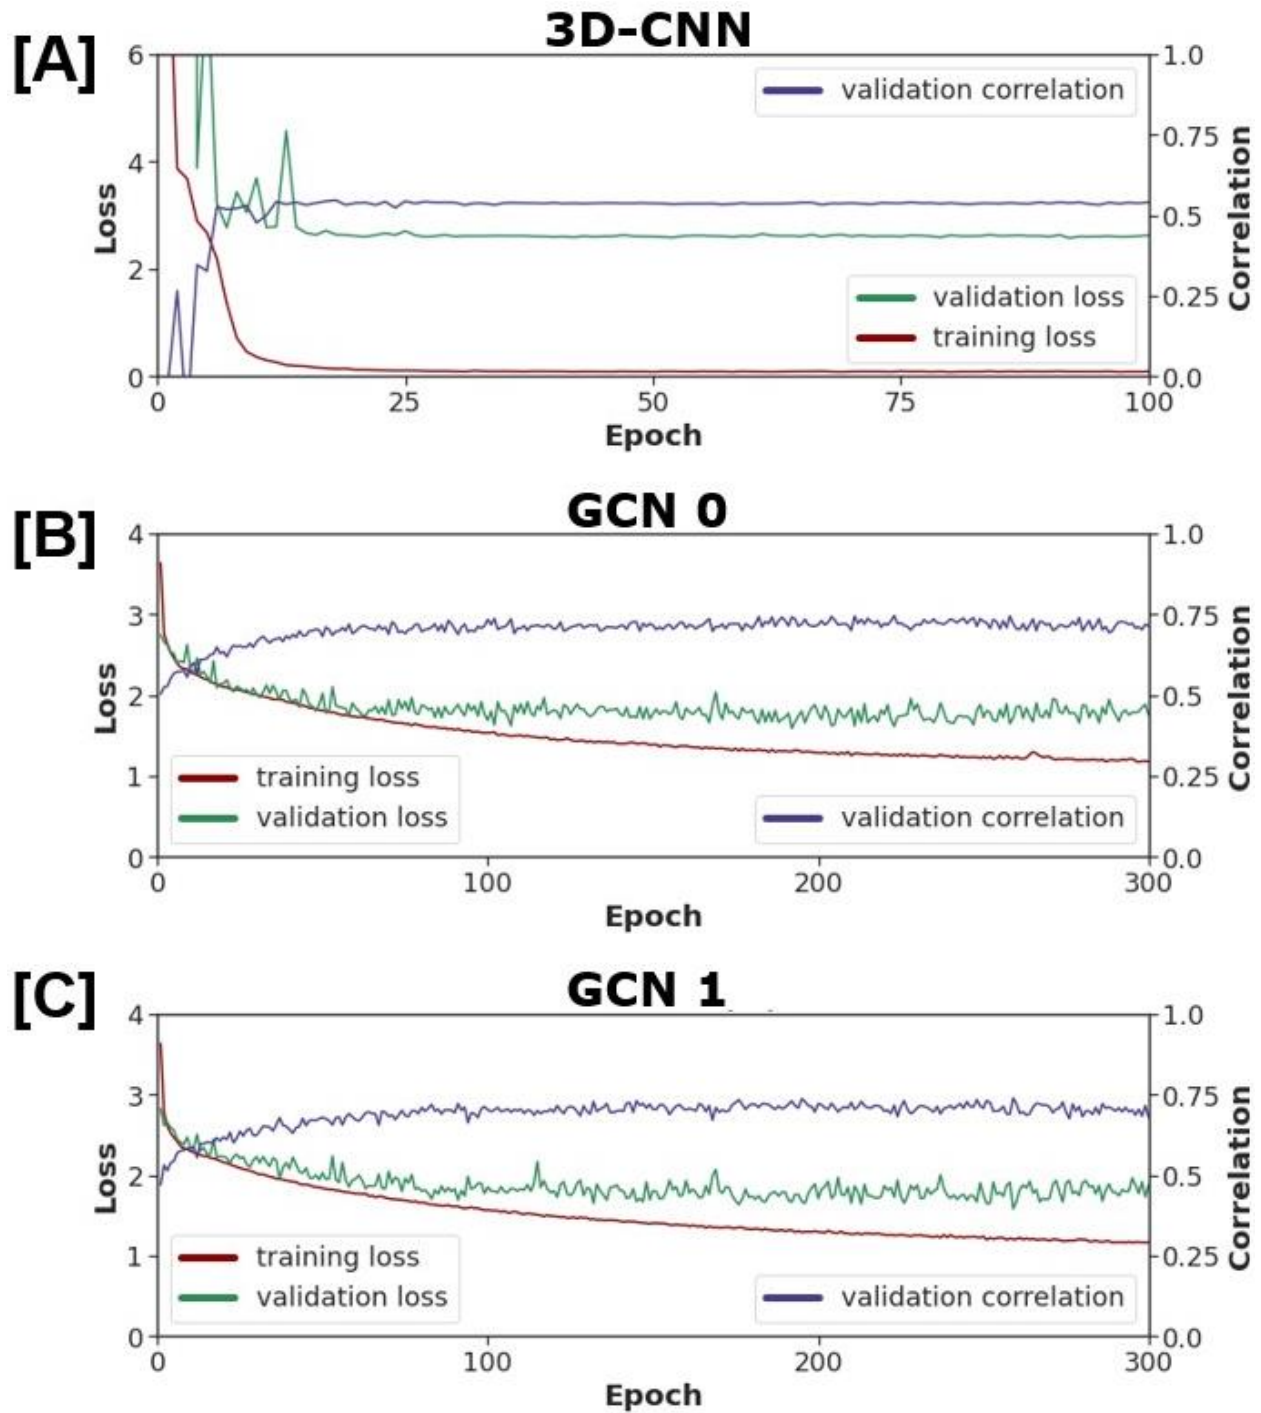 [A]
3D-CNN
6
4
2
0
Loss
1.0
0.75
0.5
0.25
0.0
Correlation
validation correlation
validation loss
training loss
0 25 50 75 100
Epoch
[B]
GCN 0
4
3
2
1
0
Loss
1.0
0.75
0.5
0.25
0.0
Correlation
training loss
validation loss
validation correlation
0 100 200 300
Epoch
[C]
GCN 1
4
3
2
1
0
Loss
1.0
0.75
0.5
0.25
0.0
Correlation
training loss
validation loss
validation correlation
0 100 200 300
Epoch